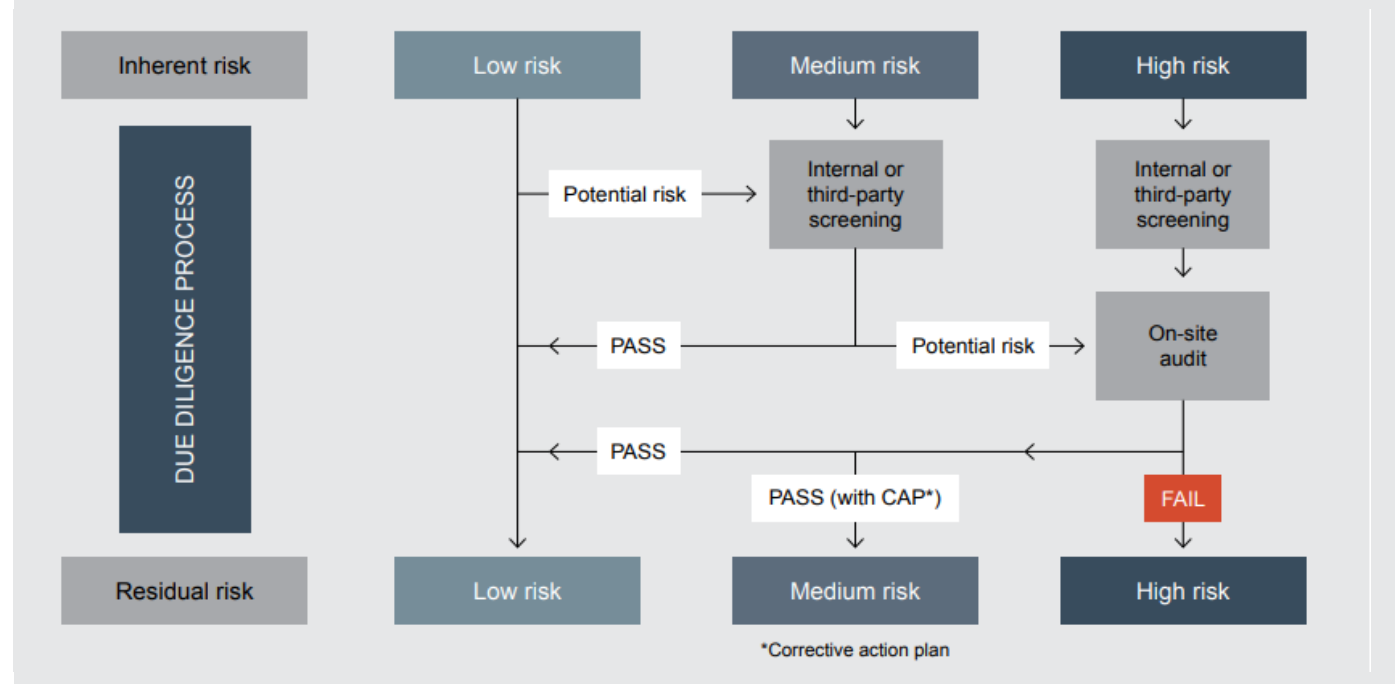 Inherent risk
Low risk
Medium risk
High risk
DUE DILIGENCE PROCESS
Potential risk
Internal or
third-party
screening
Internal or
third-party
screening
PASS
Potential risk
On-site
audit
PASS
PASS (with CAP*)
FAIL
Residual risk
Low risk
Medium risk
High risk
*Corrective action plan